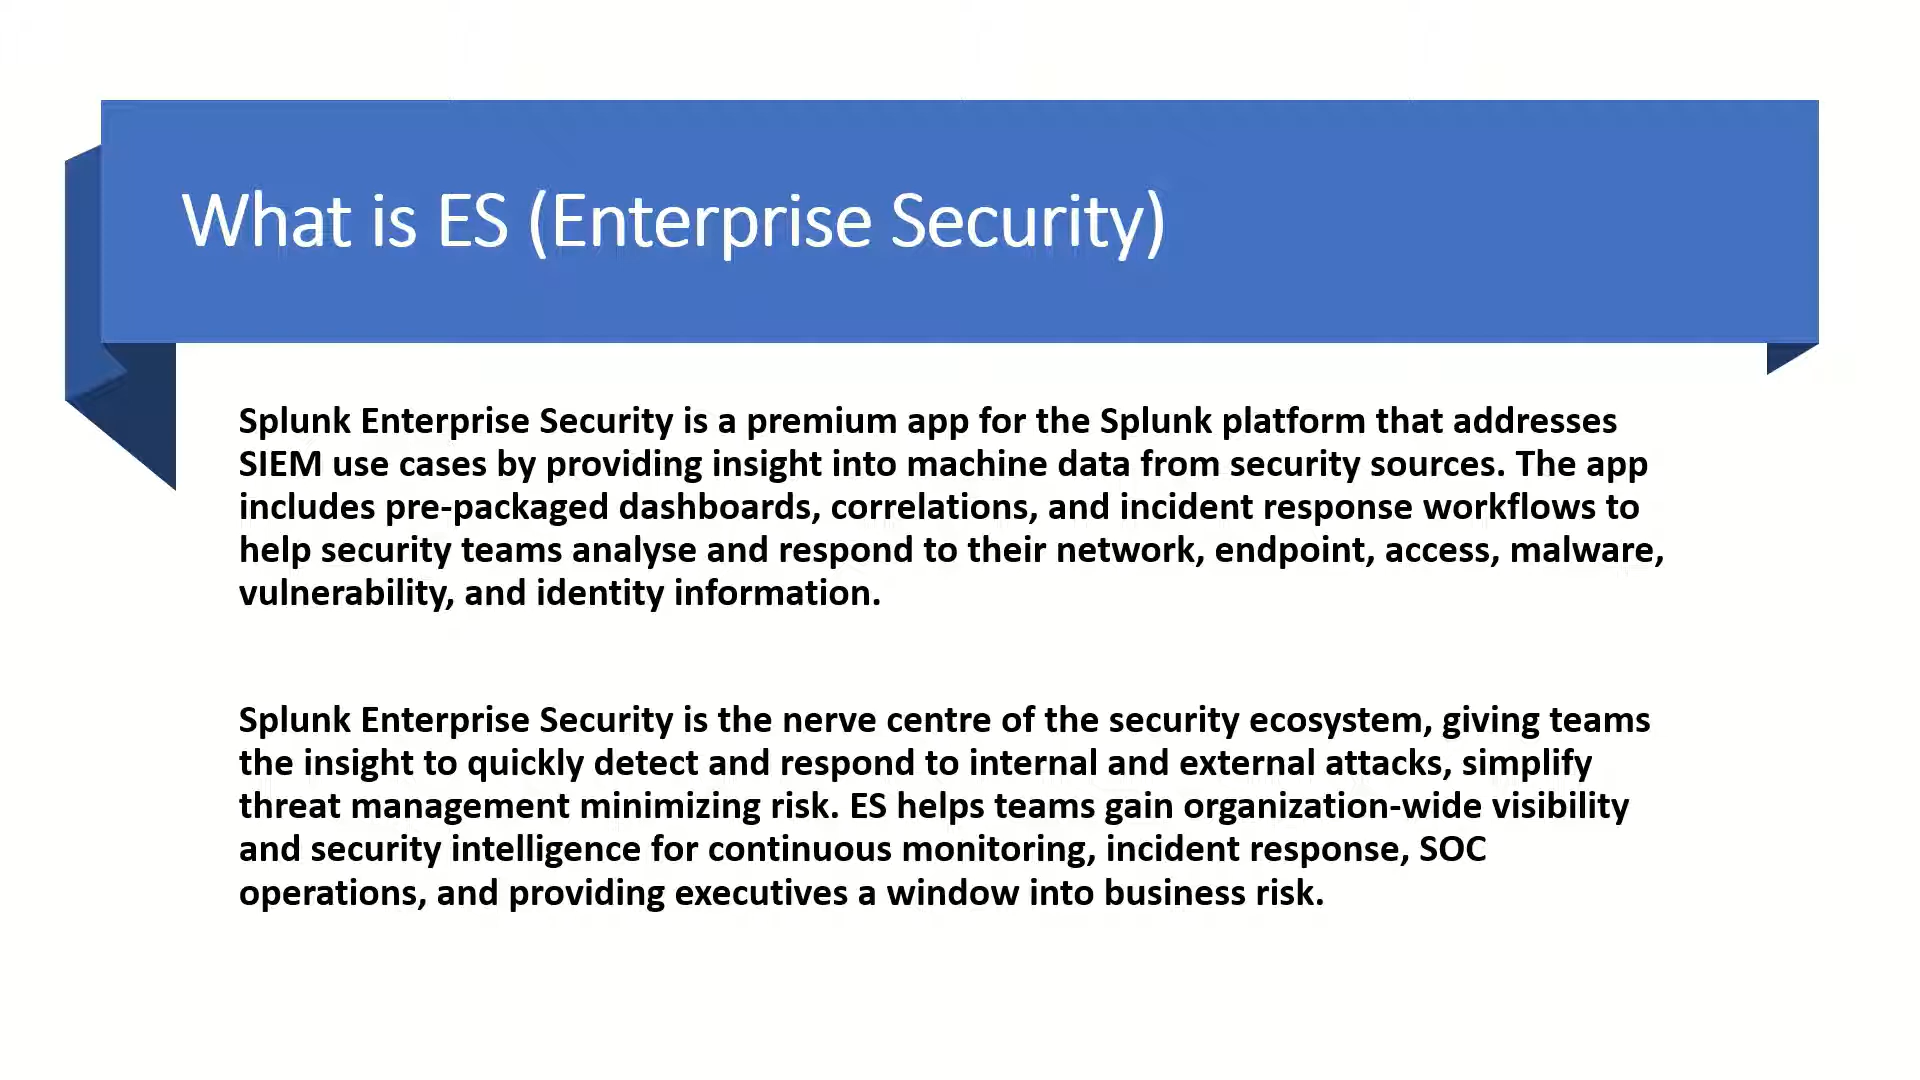 What is ES (Enterprise Security)
Splunk Enterprise Security is a premium app for the Splunk platform that addresses
SIEM use cases by providing insight into machine data from security sources. The app
includes pre-packaged dashboards, correlations, and incident response workflows to
help security teams analyse and respond to their network, endpoint, access, malware,
vulnerability, and identity information.
Splunk Enterprise Security is the nerve centre of the security ecosystem, giving teams
the insight to quickly detect and respond to internal and external attacks, simplify
threat management minimizing risk. ES helps teams gain organization-wide visibility
and security intelligence for continuous monitoring, incident response, SOC
operations, and providing executives a window into business risk.